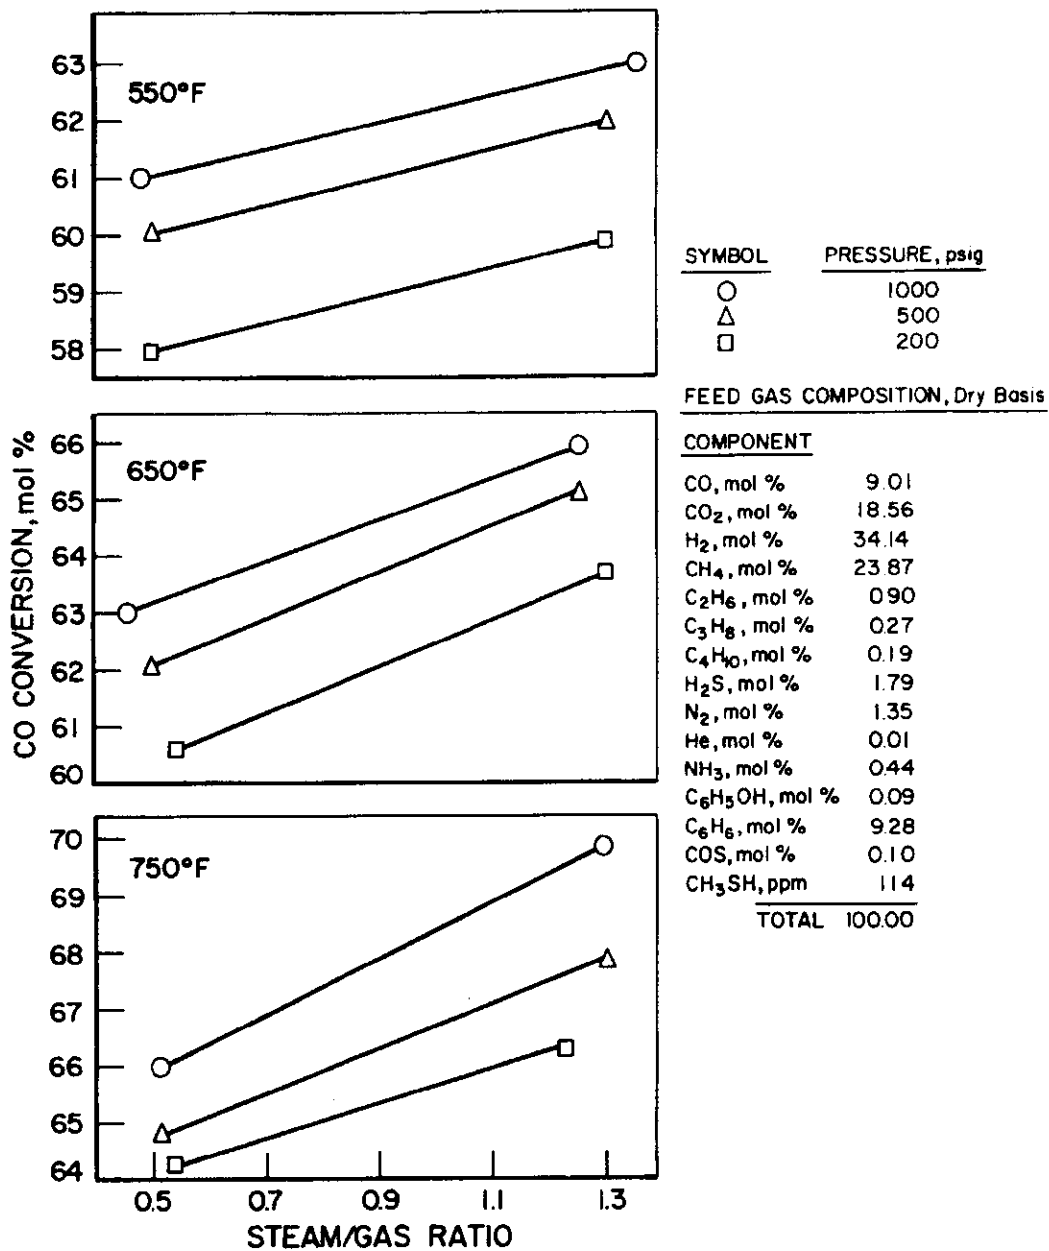 CO CONVERSION, mol %
550°F
63
62
61
60
59
58
650°F
66
65
64
63
62
61
60
750°F
70
69
68
67
66
65
64
0.5 0.7 0.9 1.1 1.3
STEAM/GAS RATIO
SYMBOL PRESSURE, psig
○ 1000
△ 500
□ 200
FEED GAS COMPOSITION, Dry Basis
COMPONENT
CO, mol % 9.01
CO₂, mol % 18.56
H₂, mol % 34.14
CH₄, mol % 23.87
C₂H₆, mol % 0.90
C₃H₈, mol % 0.27
C₄H₁₀, mol % 0.19
H₂S, mol % 1.79
N₂, mol % 1.35
He, mol % 0.01
NH₃, mol % 0.44
C₆H₅OH, mol % 0.09
C₆H₆, mol % 9.28
COS, mol % 0.10
CH₃SH, ppm 114
TOTAL 100.00